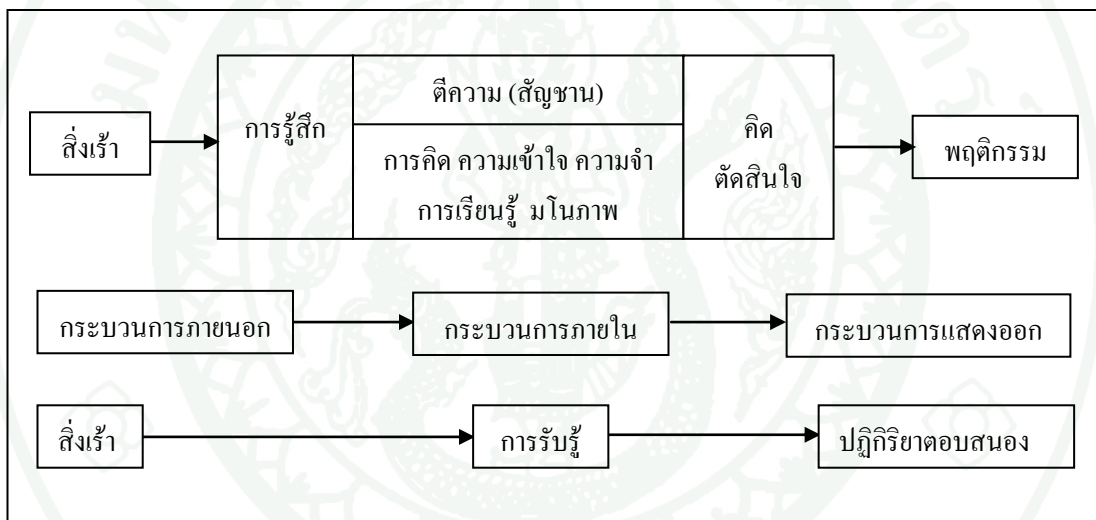 สิ่งเร้า
การรู้สึก
ตีความ (สัญชาน)
การคิด ความเข้าใจ ความจำ
การเรียนรู้ มโนภาพ
คิด
ตัดสินใจ
พฤติกรรม
กระบวนการภายนอก
กระบวนการภายใน
กระบวนการแสดงออก
สิ่งเร้า
การรับรู้
ปฏิกิริยาตอบสนอง